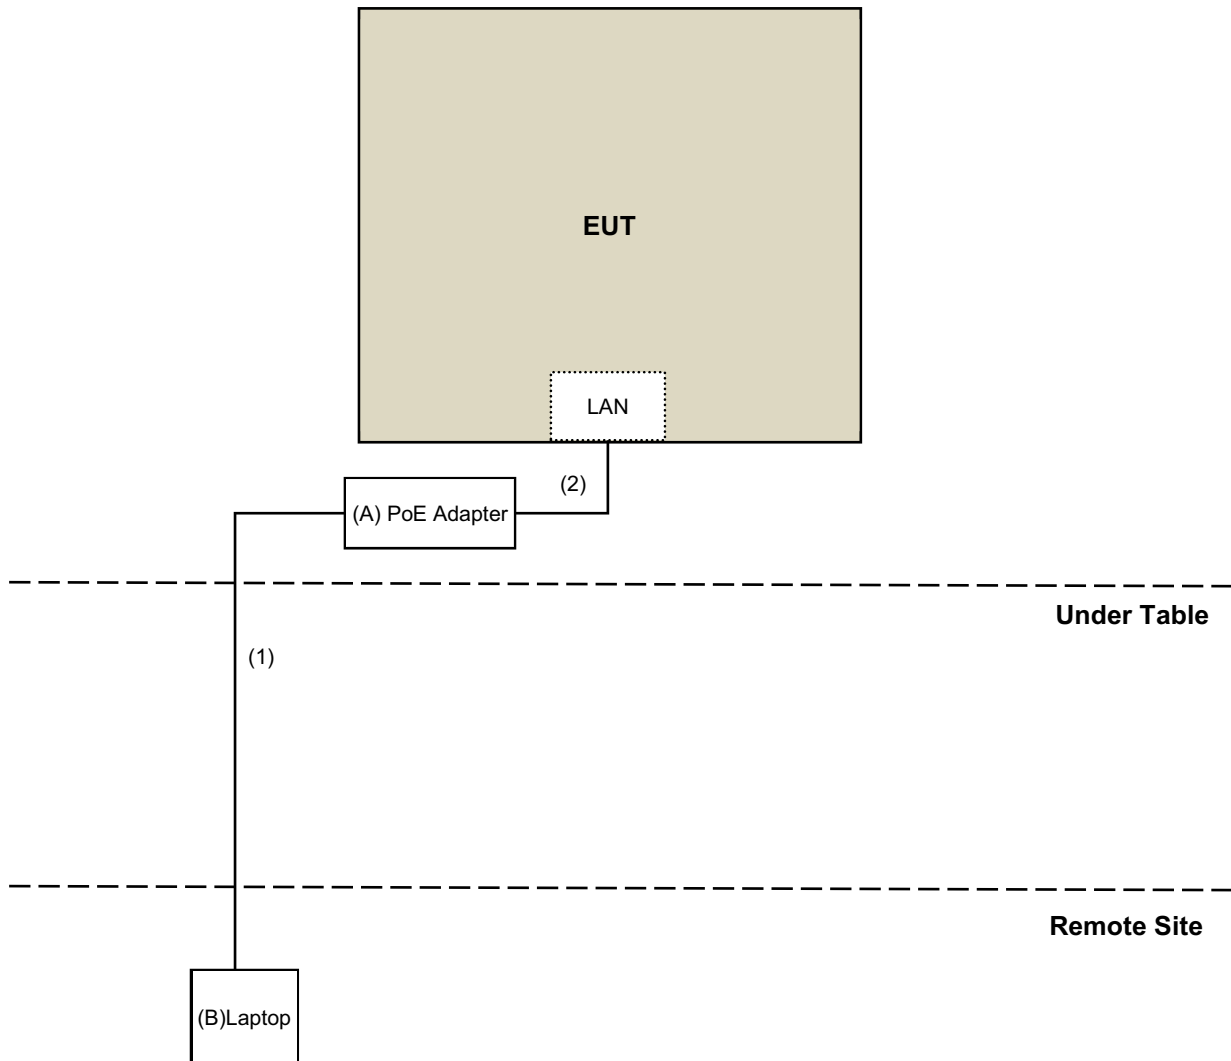 EUT
LAN
(2)
(A) PoE Adapter
Under Table
(1)
Remote Site
(B)Laptop